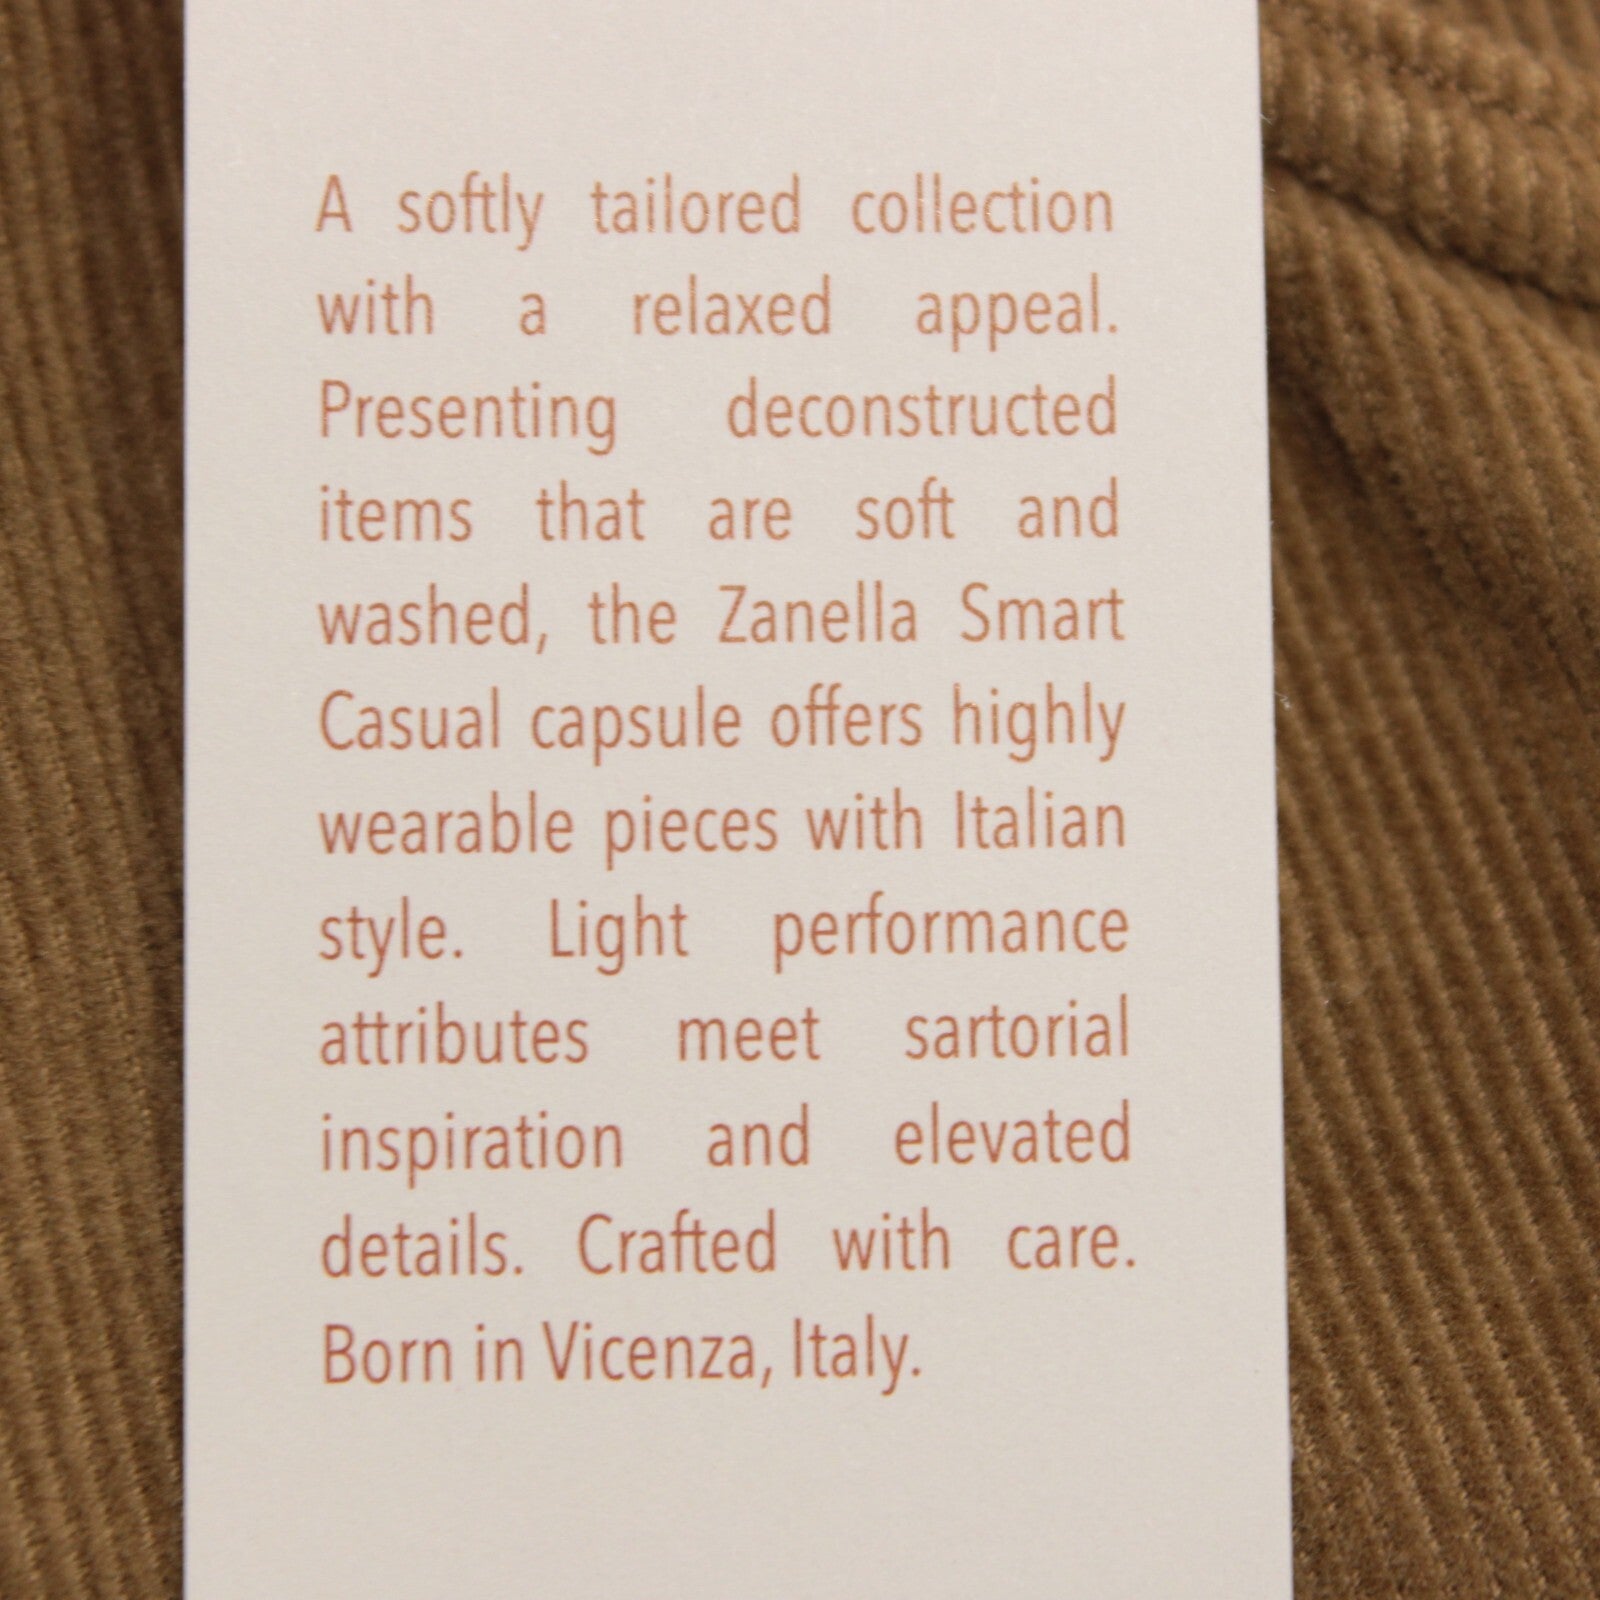 A softly tailored collection
with a relaxed appeal.
Presenting deconstructed
items that are soft and
washed, the Zanella Smart
Casual capsule offers highly
wearable pieces with Italian
style. Light performance
attributes meet sartorial
inspiration and elevated
details. Crafted with care.
Born in Vicenza, Italy.